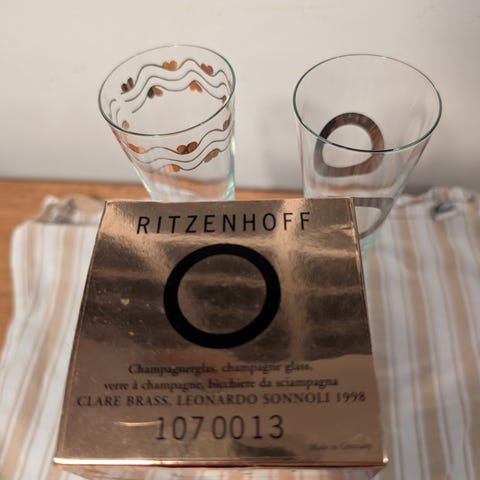 RITZENHOFF
Champagnerglas, champagne glass,
verre à champagne, bicchiere da sciampagna
CLARE BRASS, LEONARDO SONNOLI 1998
1070013
Made in Germany